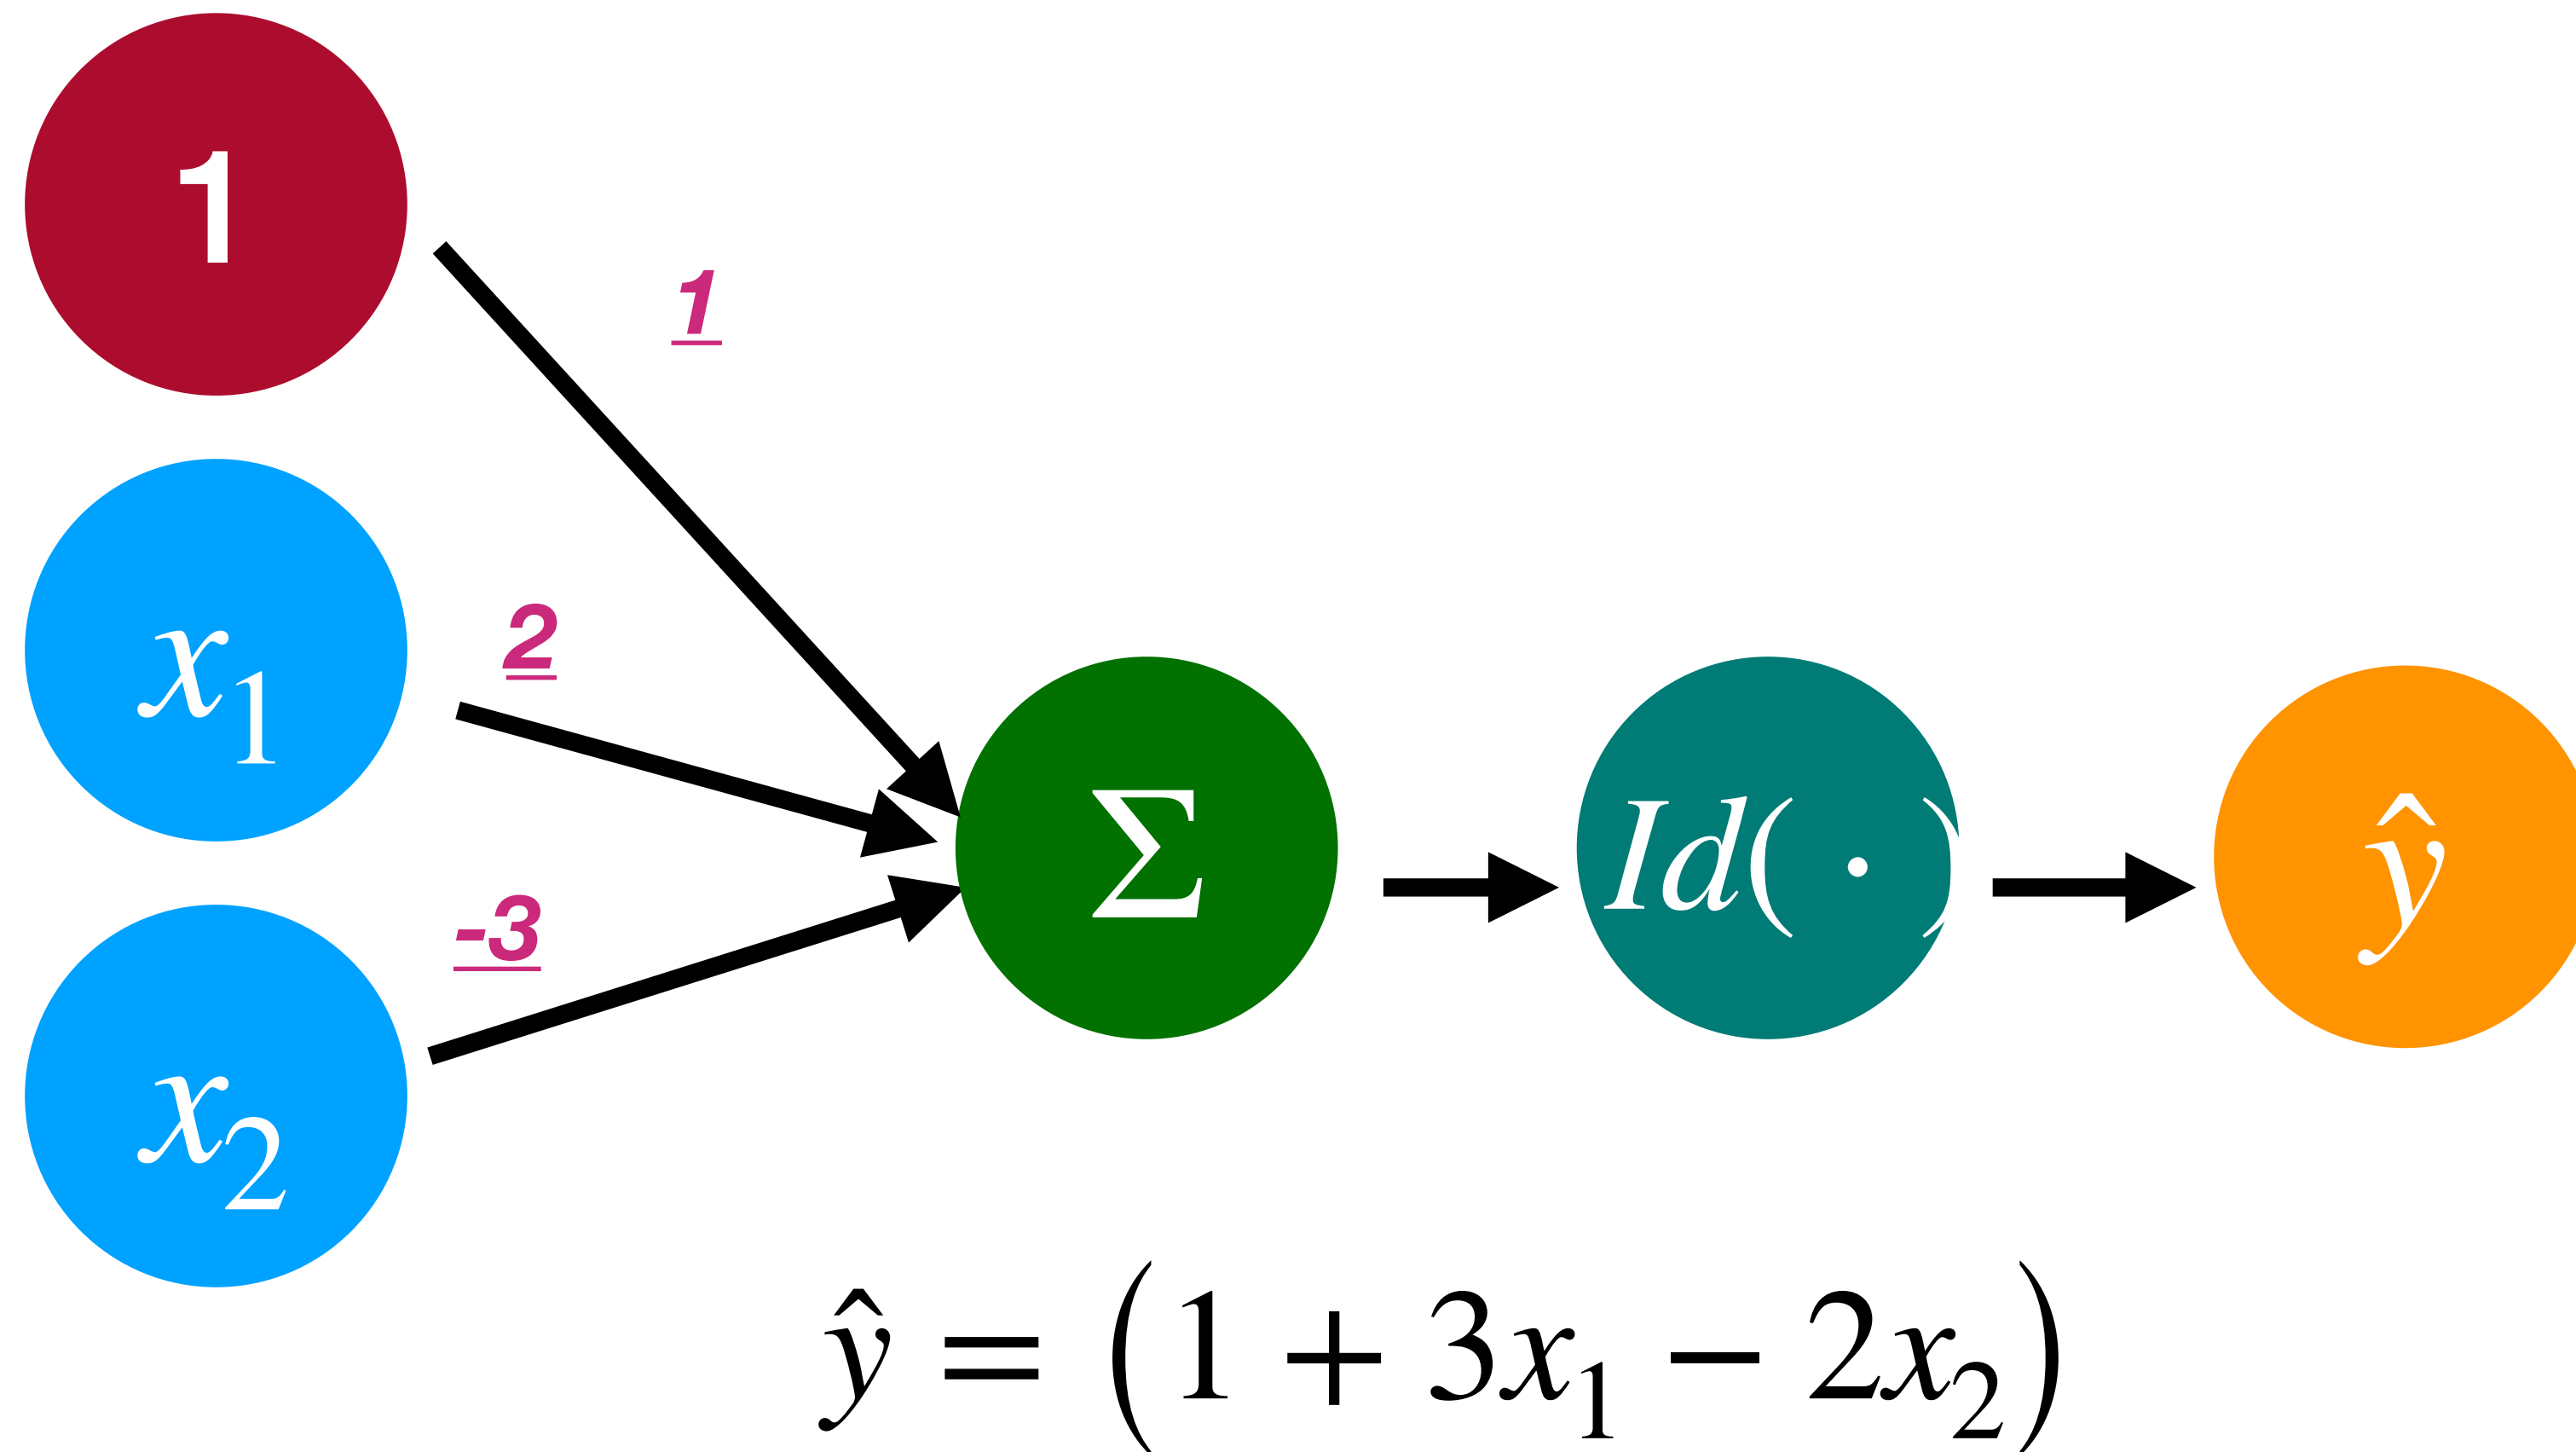 1
1
x₁
2
Σ
Id( · )
ŷ
-3
x₂
ŷ = (1 + 3x₁ − 2x₂)